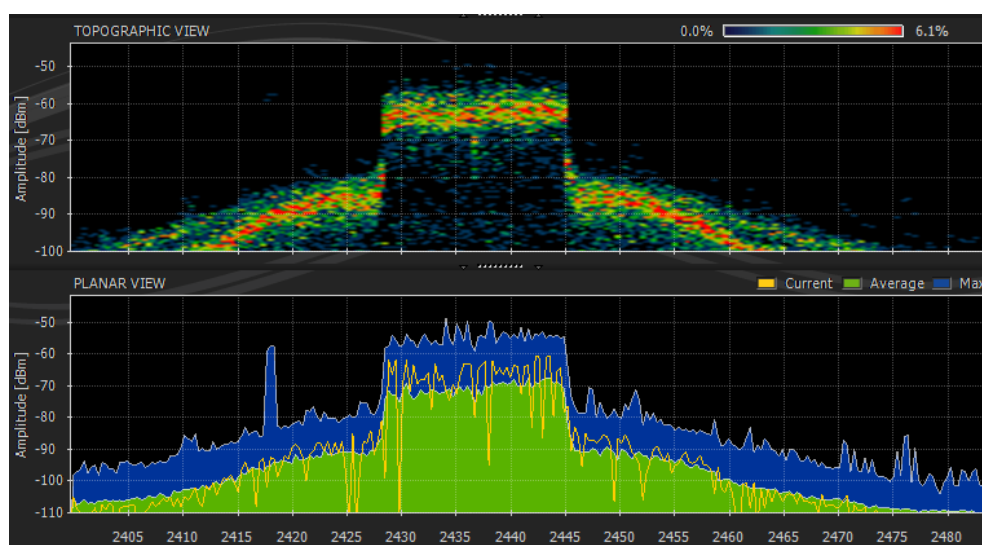 TOPOGRAPHIC VIEW 0.0% 6.1%
Amplitude [dBm]
-50
-60
-70
-80
-90
-100
PLANAR VIEW Current Average Max
Amplitude [dBm]
-50
-60
-70
-80
-90
-100
-110
2405 2410 2415 2420 2425 2430 2435 2440 2445 2450 2455 2460 2465 2470 2475 2480